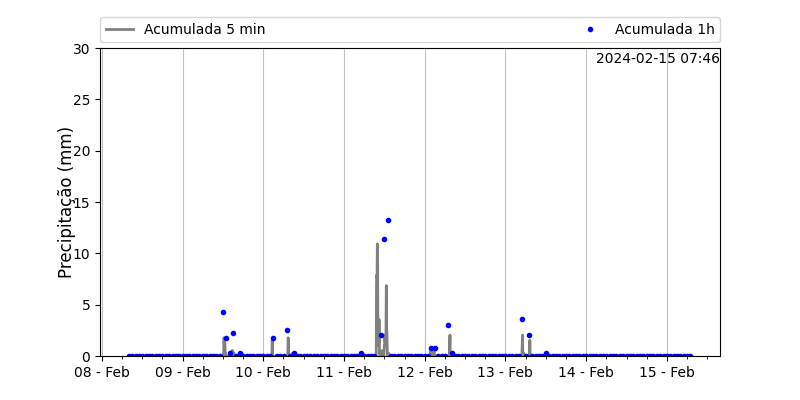 Acumulada 5 min
Acumulada 1h
2024-02-15 07:46
Precipitação (mm)
30
25
20
15
10
5
0
08 - Feb 09 - Feb 10 - Feb 11 - Feb 12 - Feb 13 - Feb 14 - Feb 15 - Feb